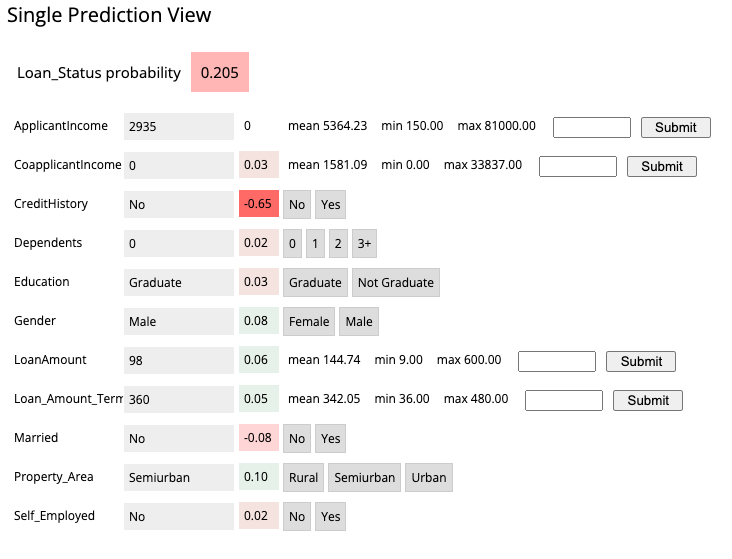 Single Prediction View
Loan_Status probability 0.205
ApplicantIncome 2935 0 mean 5364.23 min 150.00 max 81000.00 Submit
CoapplicantIncome 0 0.03 mean 1581.09 min 0.00 max 33837.00 Submit
CreditHistory No -0.65 No Yes
Dependents 0 0.02 0 1 2 3+
Education Graduate 0.03 Graduate Not Graduate
Gender Male 0.08 Female Male
LoanAmount 98 0.06 mean 144.74 min 9.00 max 600.00 Submit
Loan_Amount_Term 360 0.05 mean 342.05 min 36.00 max 480.00 Submit
Married No -0.08 No Yes
Property_Area Semiurban 0.10 Rural Semiurban Urban
Self_Employed No 0.02 No Yes